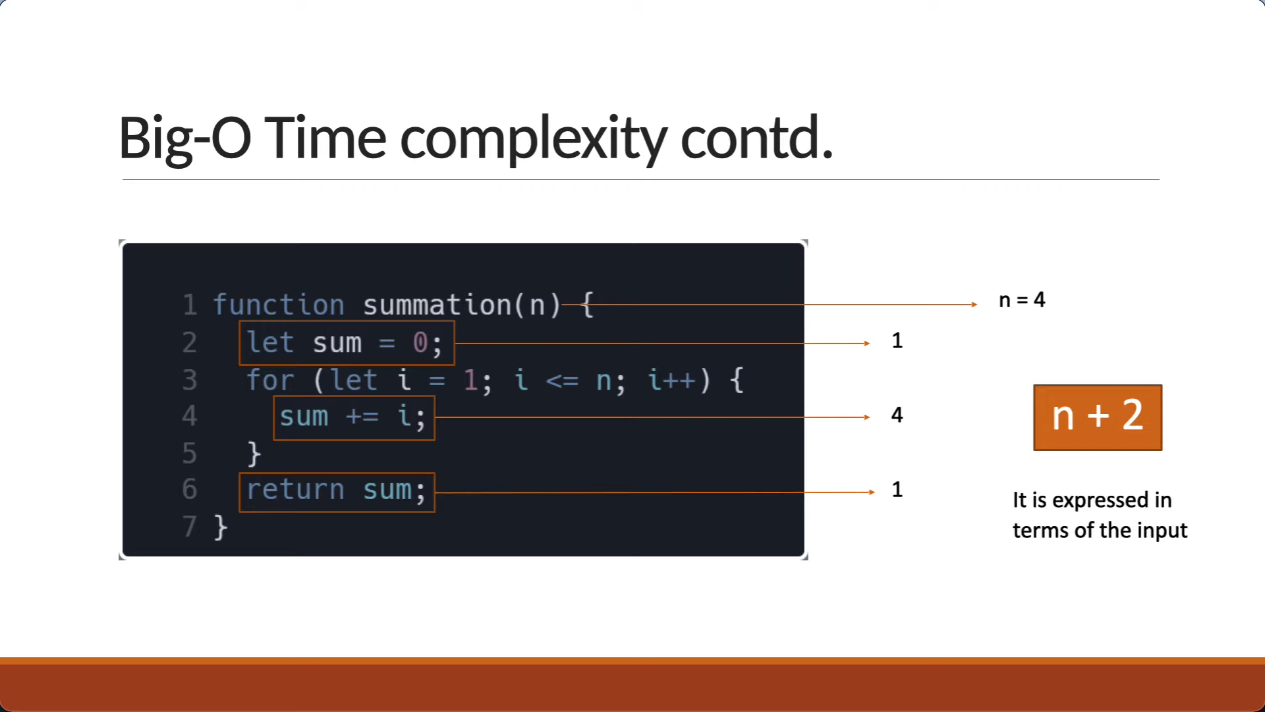 Big-O Time complexity contd.
1 function summation(n) {
n = 4
2   let sum = 0;
1
3   for (let i = 1; i <= n; i++) {
4     sum += i;
4
n + 2
5   }
6   return sum;
1
It is expressed in
terms of the input
7 }